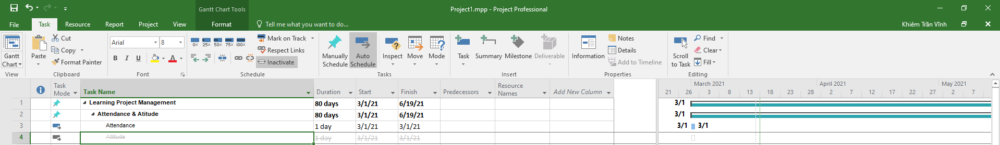 Gantt Chart Tools
Project1.mpp - Project Professional
File Task Resource Report Project View Format Tell me what you want to do... Khiêm Trần Vĩnh
Gantt Chart
View
Paste
Cut
Copy
Format Painter
Clipboard
Arial 8
B I U A
Font
0% 25% 50% 75% 100%
Mark on Track
Respect Links
Inactivate
Schedule
Manually Schedule
Auto Schedule
Inspect
Move
Mode
Tasks
Task
Summary
Milestone
Deliverable
Insert
Information
Notes
Details
Add to Timeline
Properties
Scroll to Task
Find
Clear
Fill
Editing
Task Mode Task Name Duration Start Finish Predecessors Resource Names Add New Column
March 2021 April 2021 May 2021
21 26 3 8 13 18 23 28 2 7 12 17 22 27 2 7
1 Learning Project Management 80 days 3/1/21 6/19/21 3/1
2 Attendance & Atitude 80 days 3/1/21 6/19/21 3/1
3 Attendance 1 day 3/1/21 3/1/21 3/1 3/1
4 Attitude 1 day 3/1/21 3/1/21